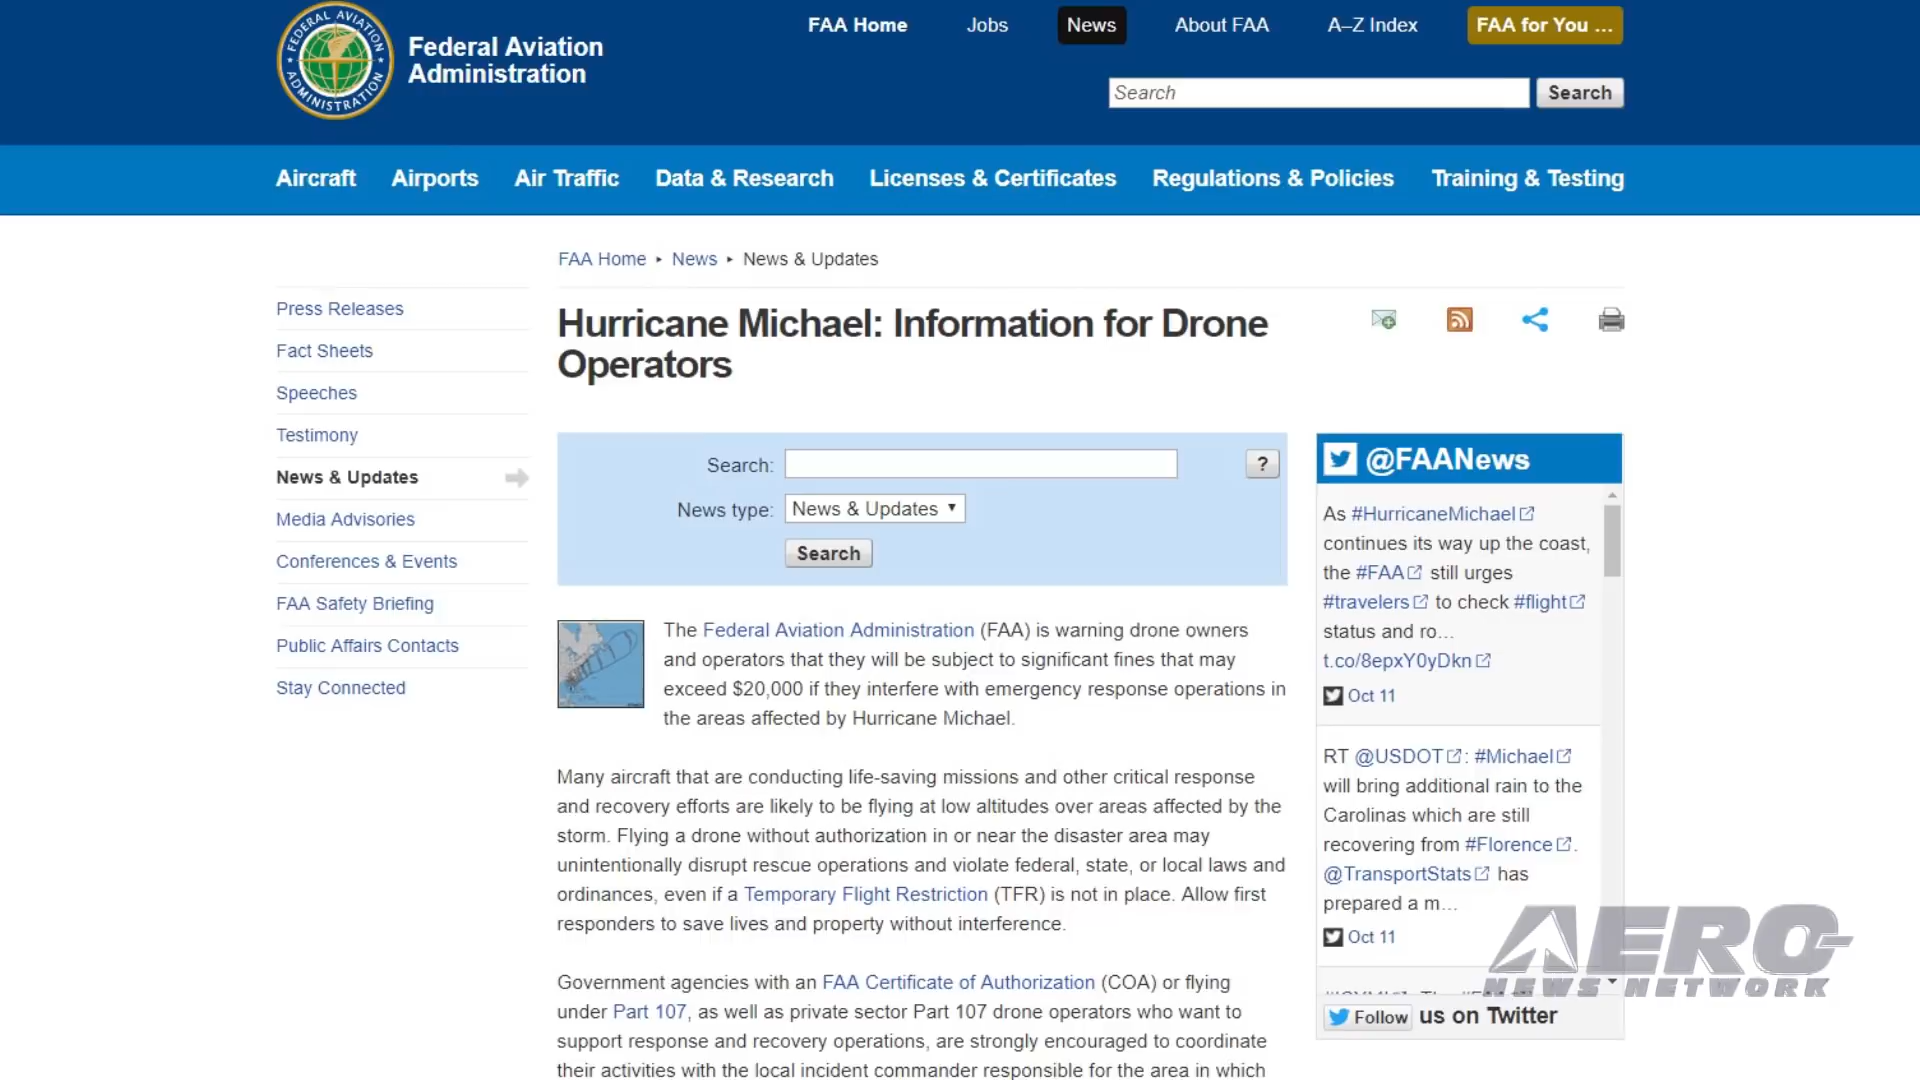 FEDERAL AVIATION
ADMINISTRATION
Federal Aviation
Administration
FAA Home
Jobs
News
About FAA
A–Z Index
FAA for You ...
Search
Search
Aircraft
Airports
Air Traffic
Data & Research
Licenses & Certificates
Regulations & Policies
Training & Testing
FAA Home ▸ News ▸ News & Updates
Press Releases
Fact Sheets
Speeches
Testimony
News & Updates
Media Advisories
Conferences & Events
FAA Safety Briefing
Public Affairs Contacts
Stay Connected
Hurricane Michael: Information for Drone
Operators
Search:
?
News type:
News & Updates
Search
The Federal Aviation Administration (FAA) is warning drone owners
and operators that they will be subject to significant fines that may
exceed $20,000 if they interfere with emergency response operations in
the areas affected by Hurricane Michael.
Many aircraft that are conducting life-saving missions and other critical response
and recovery efforts are likely to be flying at low altitudes over areas affected by the
storm. Flying a drone without authorization in or near the disaster area may
unintentionally disrupt rescue operations and violate federal, state, or local laws and
ordinances, even if a Temporary Flight Restriction (TFR) is not in place. Allow first
responders to save lives and property without interference.
Government agencies with an FAA Certificate of Authorization (COA) or flying
under Part 107, as well as private sector Part 107 drone operators who want to
support response and recovery operations, are strongly encouraged to coordinate
their activities with the local incident commander responsible for the area in which
@FAANews
As #HurricaneMichael
continues its way up the coast,
the #FAA still urges
#travelers to check #flight
status and ro…
t.co/8epxY0yDkn
Oct 11
RT @USDOT: #Michael
will bring additional rain to the
Carolinas which are still
recovering from #Florence.
@TransportStats has
prepared a m…
Oct 11
Follow us on Twitter
AERO-
NEWS NETWORK